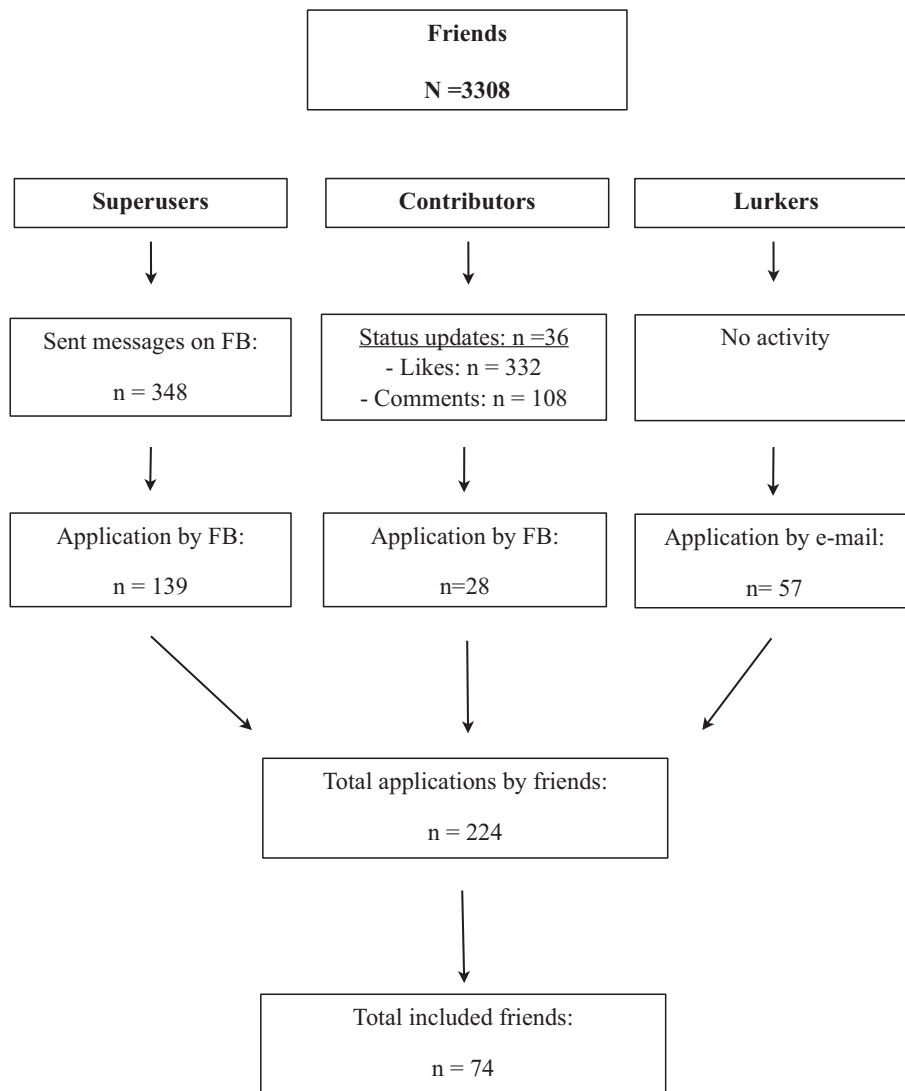 Friends
N =3308
Superusers
Contributors
Lurkers
Sent messages on FB:
n = 348
Status updates: n =36
- Likes: n = 332
- Comments: n = 108
No activity
Application by FB:
n = 139
Application by FB:
n=28
Application by e-mail:
n= 57
Total applications by friends:
n = 224
Total included friends:
n = 74